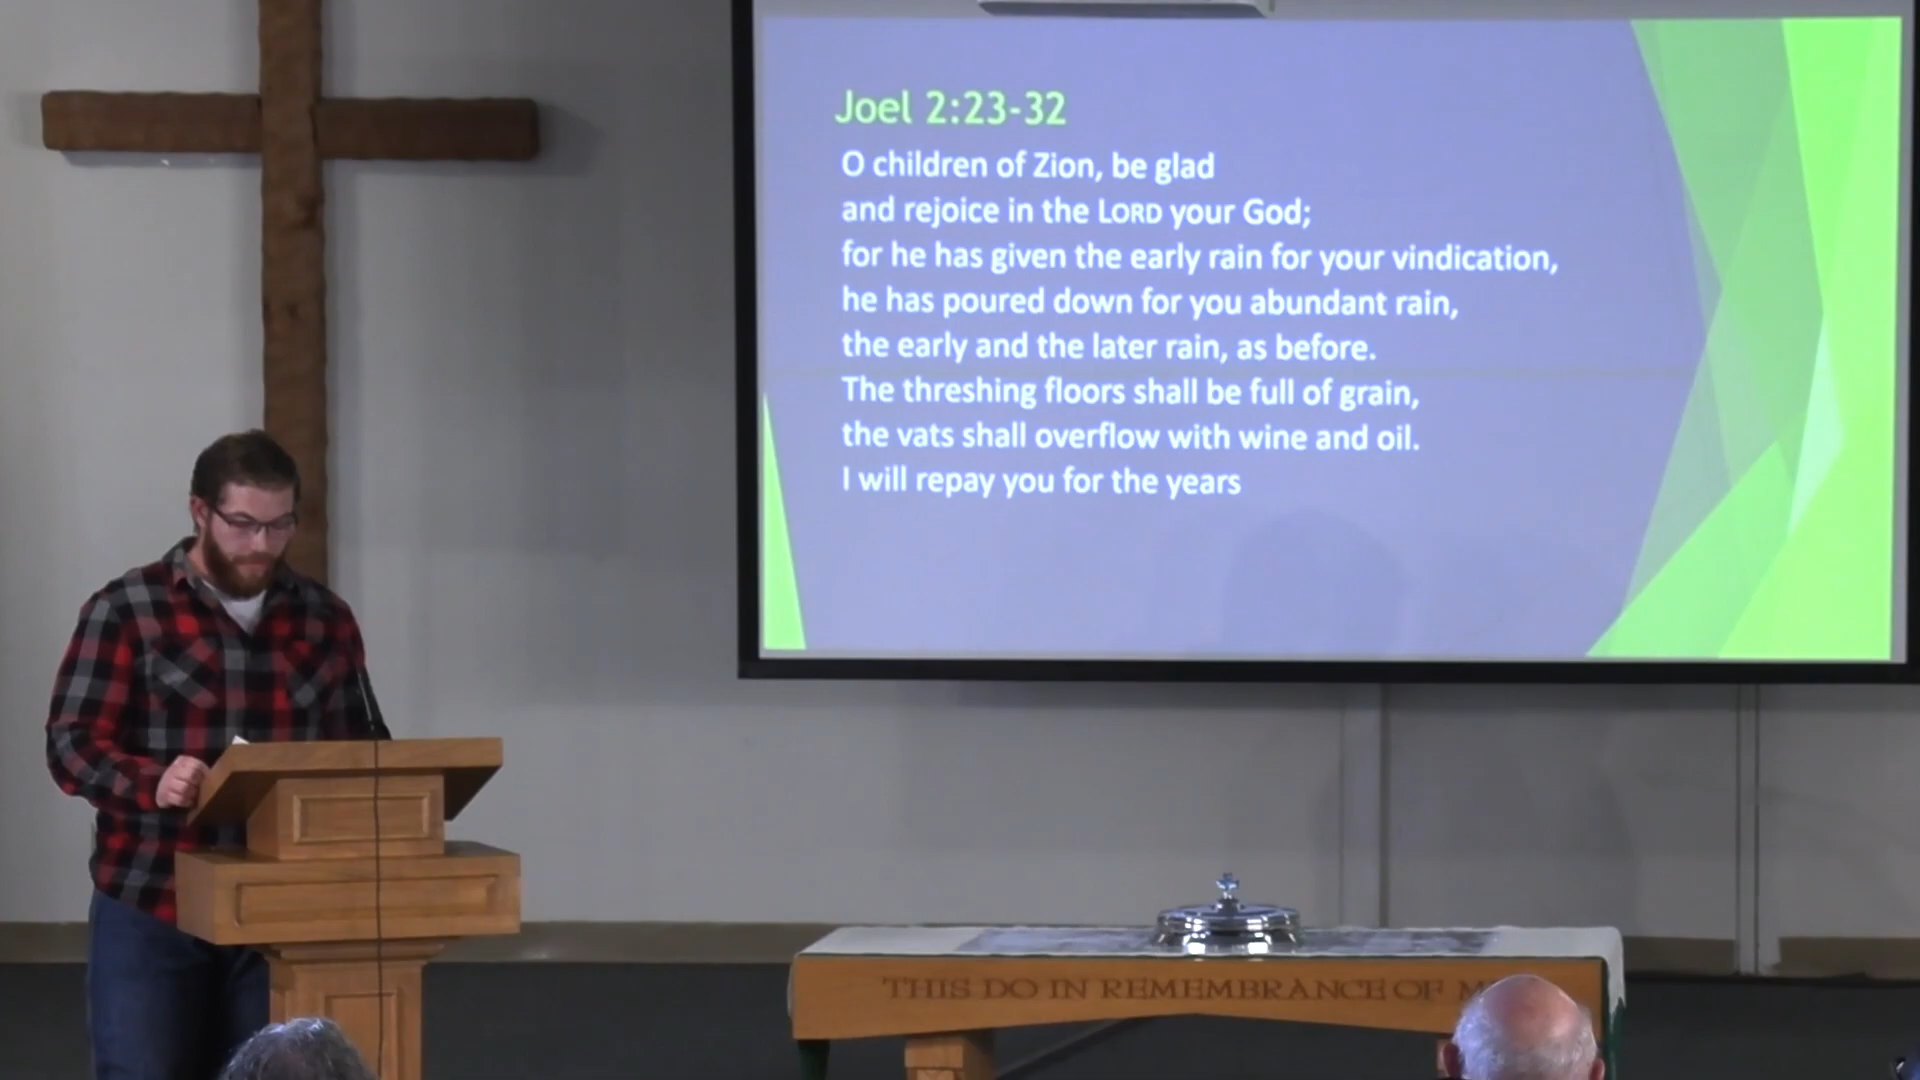 Joel 2:23-32
O children of Zion, be glad
and rejoice in the LORD your God;
for he has given the early rain for your vindication,
he has poured down for you abundant rain,
the early and the later rain, as before.
The threshing floors shall be full of grain,
the vats shall overflow with wine and oil.
I will repay you for the years
THIS DO IN REMEMBRANCE OF